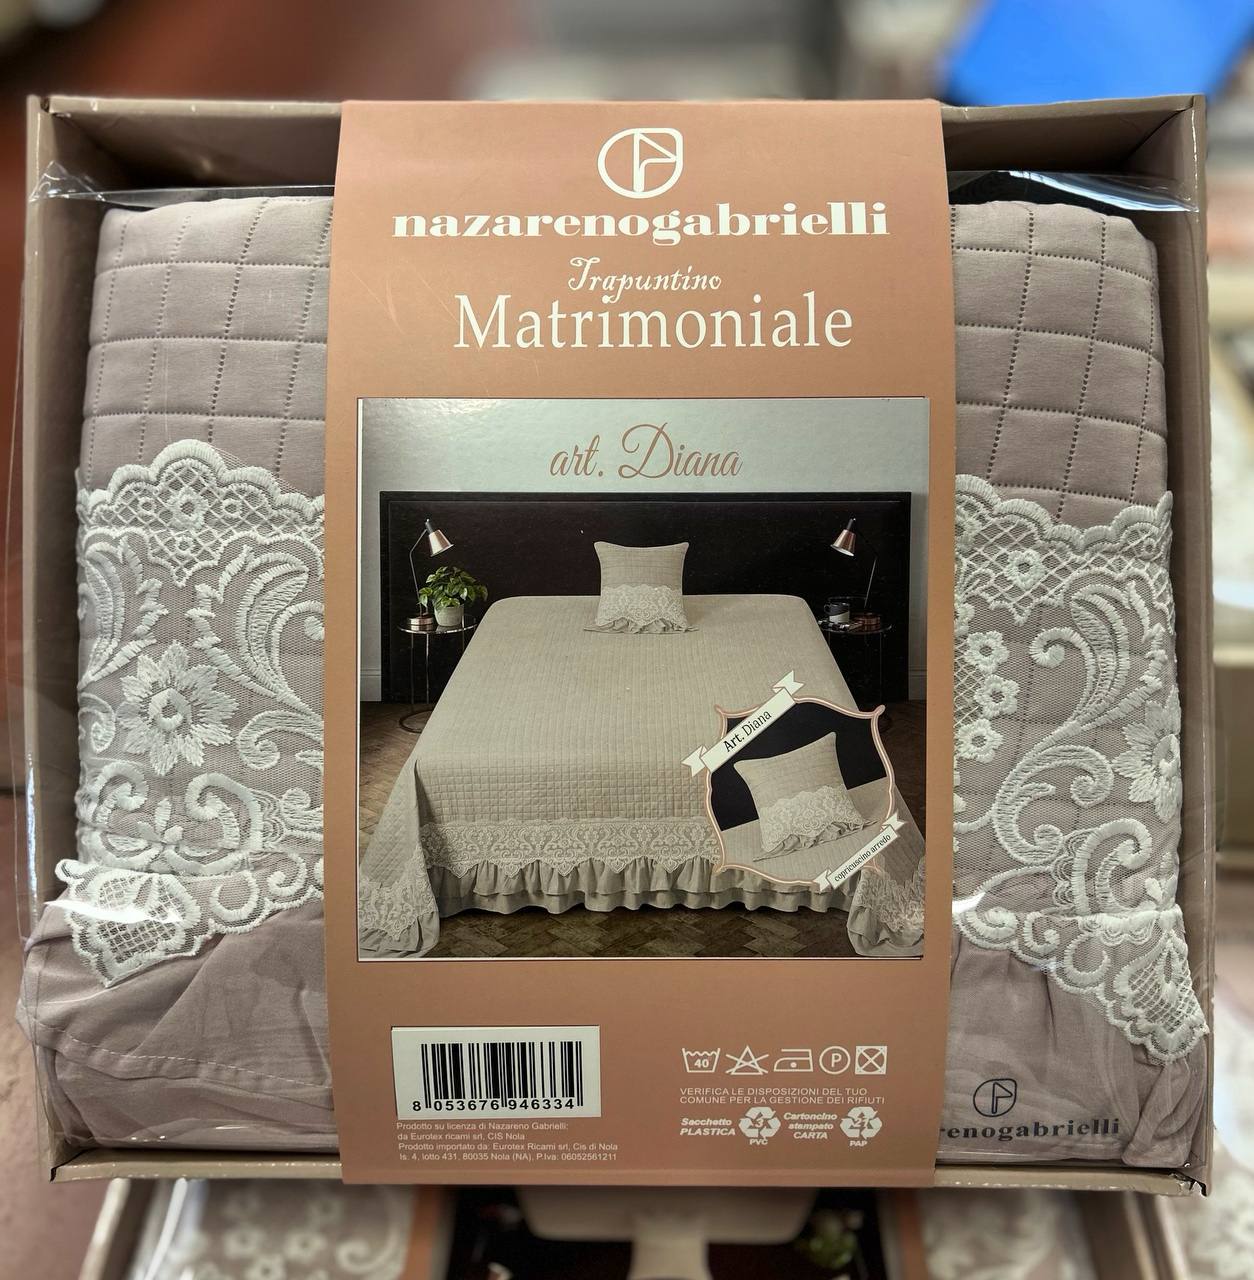 nazarenogabrielli
Trapuntino
Matrimoniale
art. Diana
Art. Diana
copricuscino arredo
8 053676 946334
Prodotto su licenza di Nazareno Gabrielli:
da Eurotex ricami srl, CIS Nola
Prodotto importato da: Eurotex Ricami srl, Cis di Nola
Is. 4, lotto 431, 80035 Nola (NA), P.Iva: 06052561211
40
P
VERIFICA LE DISPOSIZIONI DEL TUO
COMUNE PER LA GESTIONE DEI RIFIUTI
Sacchetto
PLASTICA
3
PVC
Cartoncino
stampato
CARTA
21
PAP
renogabrielli